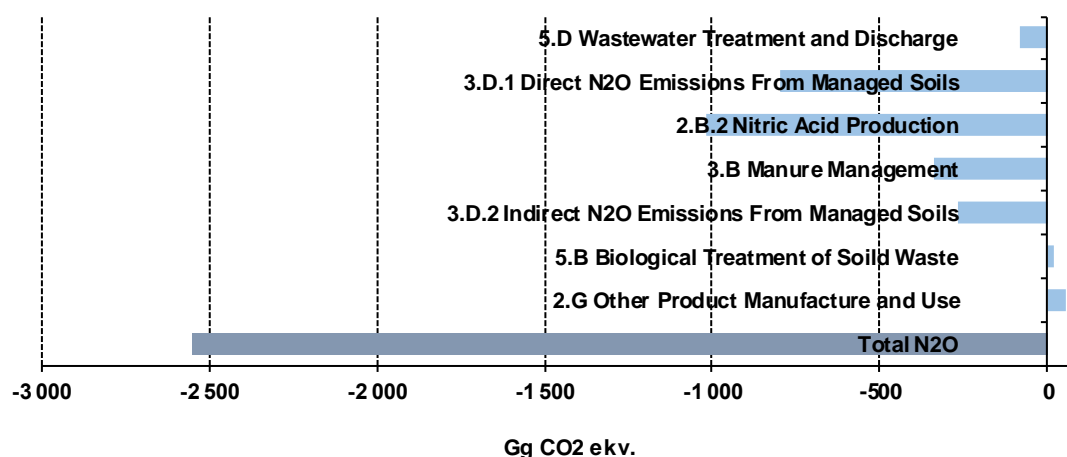 5.D Wastewater Treatment and Discharge
3.D.1 Direct N2O Emissions From Managed Soils
2.B.2 Nitric Acid Production
3.B Manure Management
3.D.2 Indirect N2O Emissions From Managed Soils
5.B Biological Treatment of Soild Waste
2.G Other Product Manufacture and Use
Total N2O
-3 000 -2 500 -2 000 -1 500 -1 000 -500 0
Gg CO2 ekv.